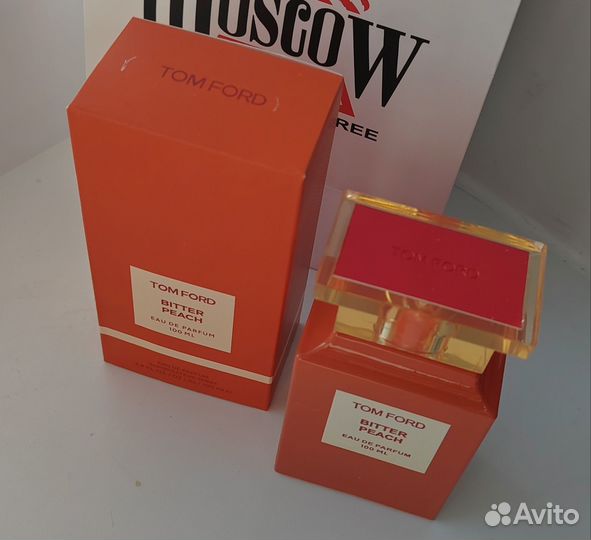 MOSCOW
REE
TOM FORD
TOM FORD
BITTER
PEACH
EAU DE PARFUM
100 ML
TOM FORD
TOM FORD
BITTER
PEACH
EAU DE PARFUM
100 ML
Avito